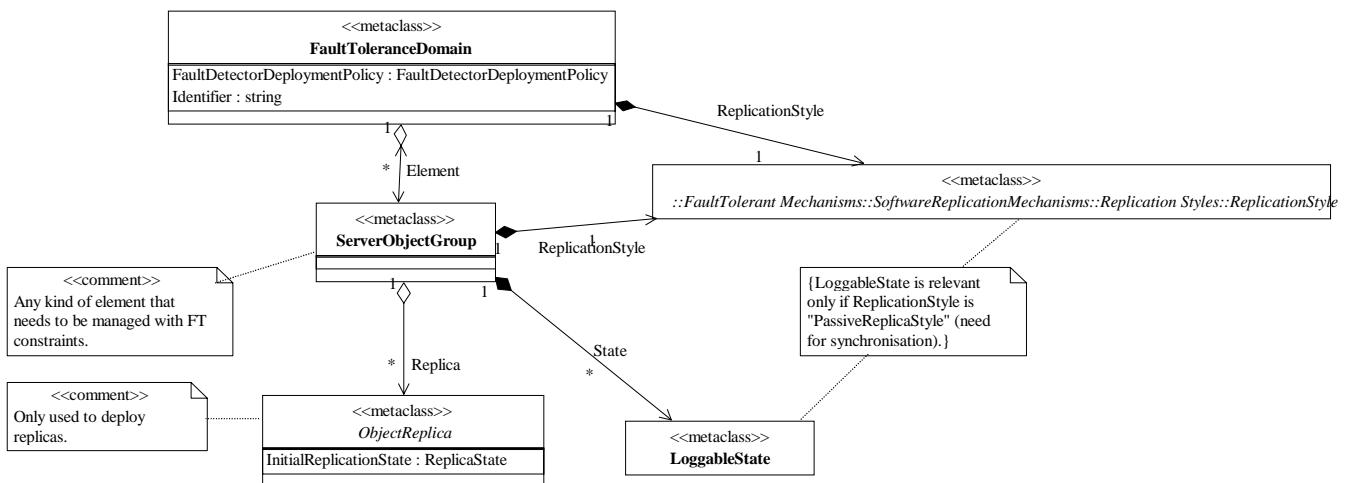 <<metaclass>>
FaultToleranceDomain
FaultDetectorDeploymentPolicy : FaultDetectorDeploymentPolicy
Identifier : string
1
1
ReplicationStyle
1
* Element
<<metaclass>>
::FaultTolerant Mechanisms::SoftwareReplicationMechanisms::Replication Styles::ReplicationStyle
<<metaclass>>
ServerObjectGroup
1
1
ReplicationStyle
<<comment>>
Any kind of element that
needs to be managed with FT
constraints.
1
1
{LoggableState is relevant
only if ReplicationStyle is
"PassiveReplicaStyle" (need
for synchronisation).}
State
*
* Replica
<<comment>>
Only used to deploy
replicas.
<<metaclass>>
ObjectReplica
InitialReplicationState : ReplicaState
<<metaclass>>
LoggableState